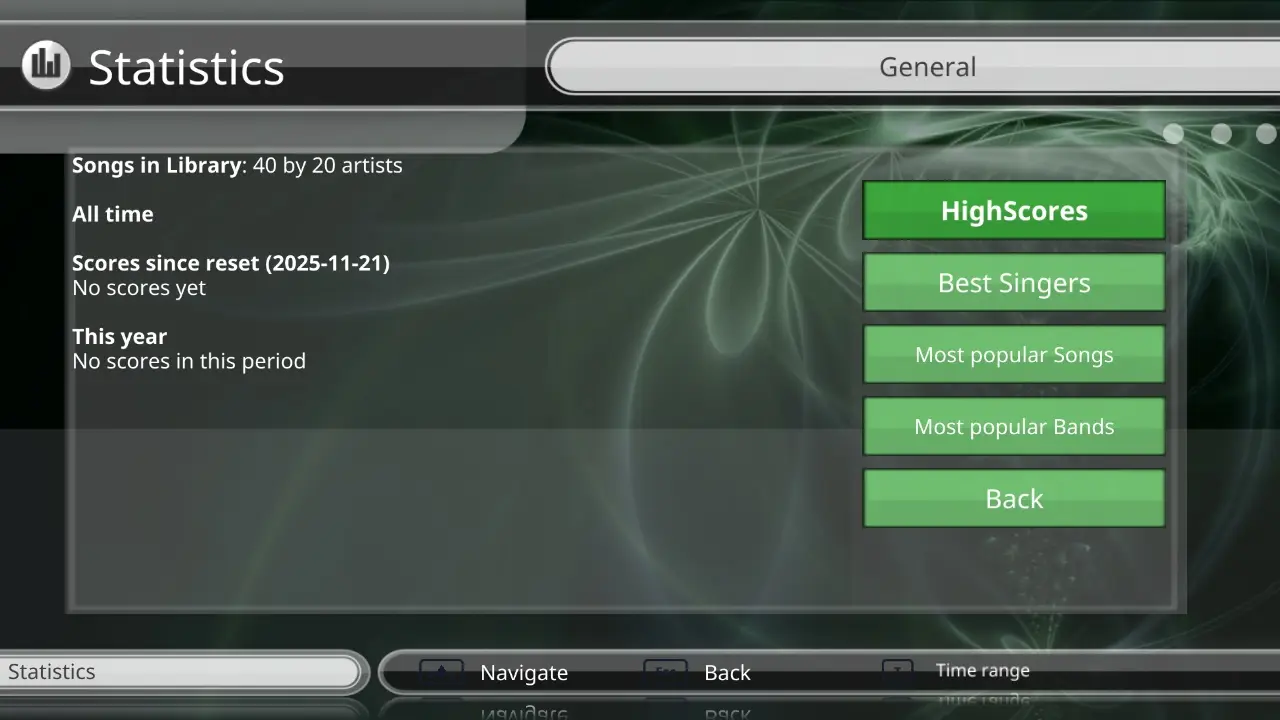 Statistics
General
Songs in Library: 40 by 20 artists
All time
Scores since reset (2025-11-21)
No scores yet
This year
No scores in this period
HighScores
Best Singers
Most popular Songs
Most popular Bands
Back
Statistics
Navigate
Esc Back
T Time range